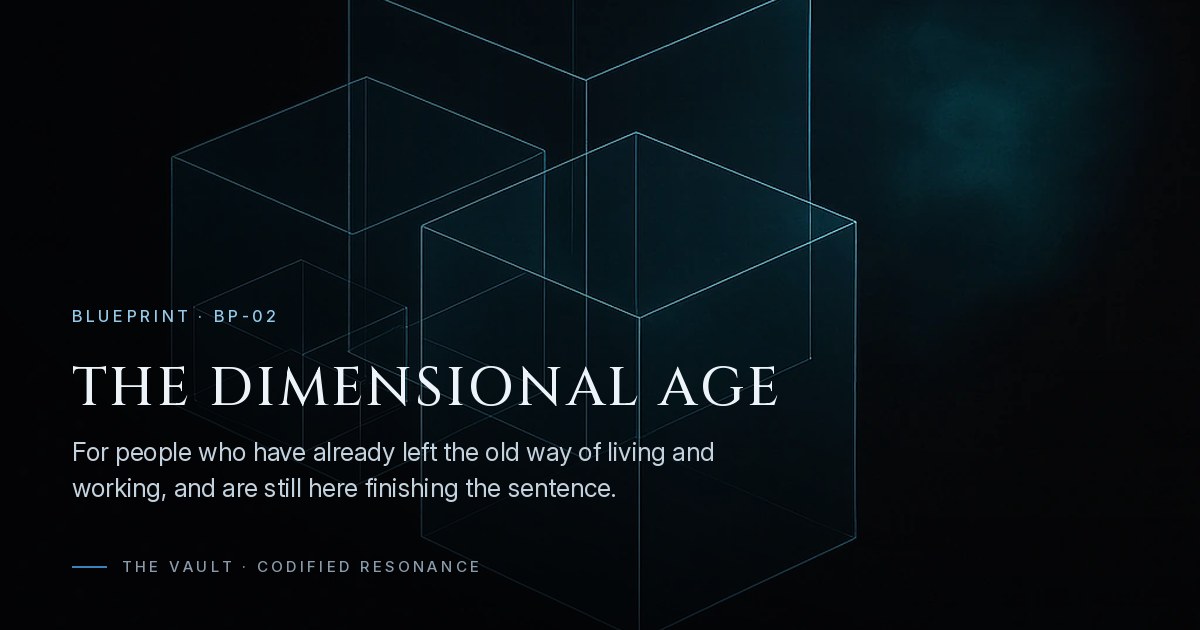 BLUEPRINT · BP-02
THE DIMENSIONAL AGE
For people who have already left the old way of living and
working, and are still here finishing the sentence.
THE VAULT · CODIFIED RESONANCE